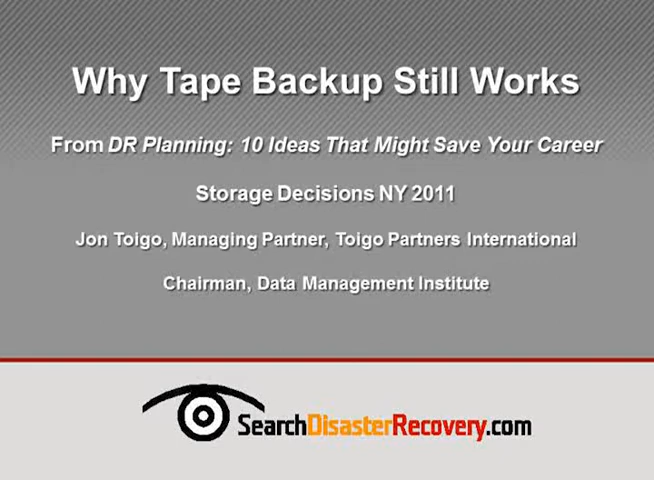 Why Tape Backup Still Works
From DR Planning: 10 Ideas That Might Save Your Career
Storage Decisions NY 2011
Jon Toigo, Managing Partner, Toigo Partners International
Chairman, Data Management Institute
SearchDisasterRecovery.com